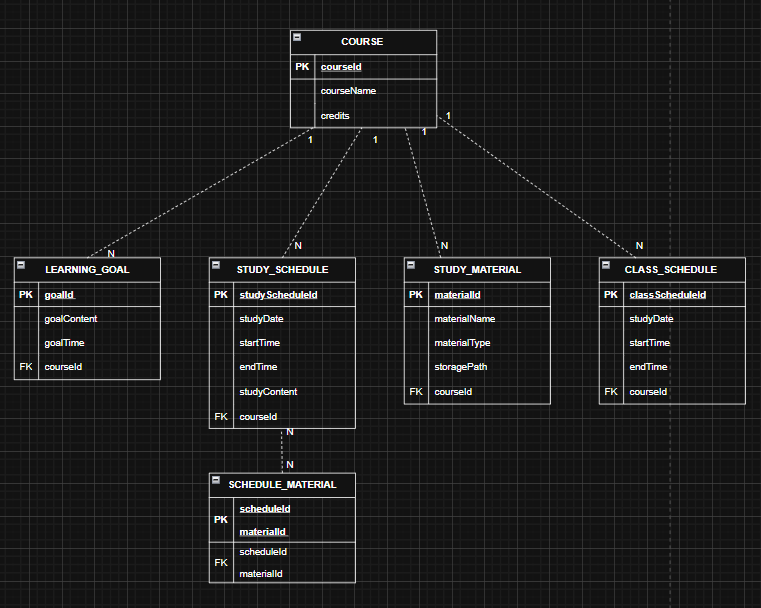 COURSE
PK courseId
courseName
credits
1 1 1 1
N N N N
LEARNING_GOAL
PK goalId
goalContent
goalTime
FK courseId
STUDY_SCHEDULE
PK studyScheduleId
studyDate
startTime
endTime
studyContent
FK courseId
STUDY_MATERIAL
PK materialId
materialName
materialType
storagePath
FK courseId
CLASS_SCHEDULE
PK classScheduleId
studyDate
startTime
endTime
FK courseId
N
N
SCHEDULE_MATERIAL
PK scheduleId
materialId
FK scheduleId
materialId